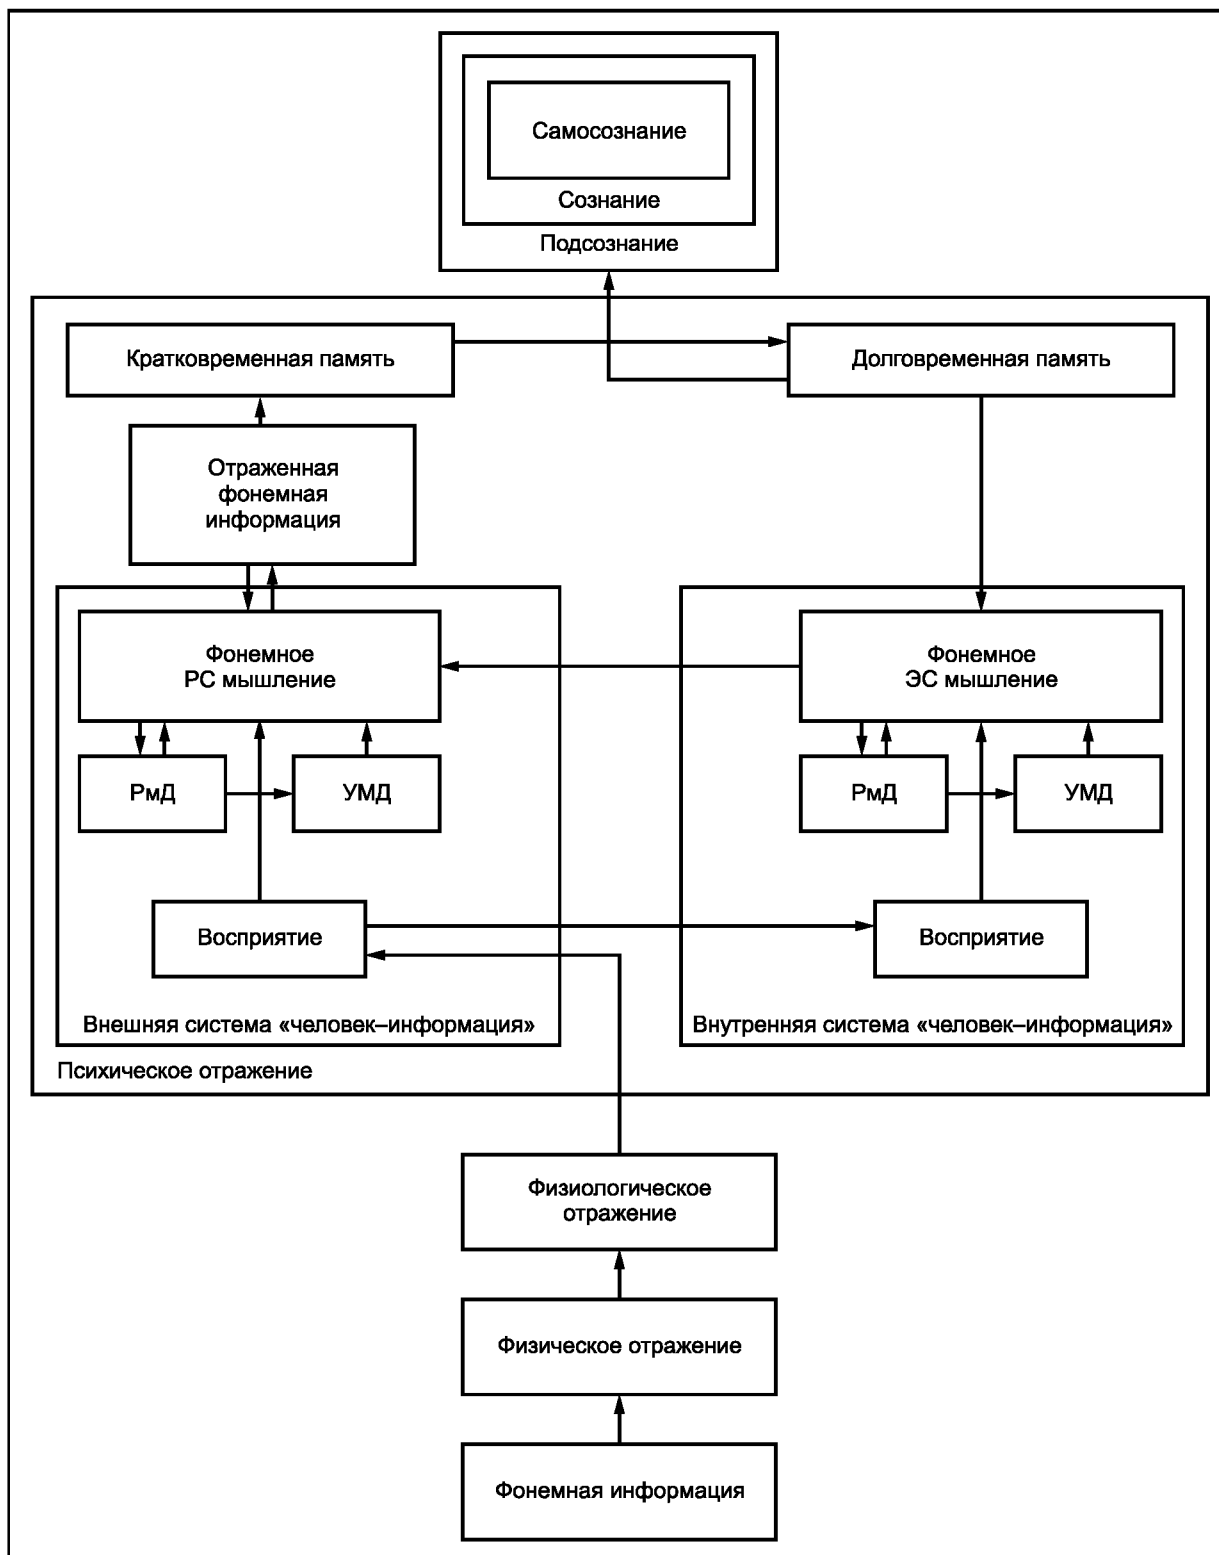 Самосознание
Сознание
Подсознание
Кратковременная память
Долговременная память
Отраженная
фонемная
информация
Фонемное
РС мышление
Фонемное
ЭС мышление
РмД
УМД
РмД
УМД
Восприятие
Восприятие
Внешняя система «человек–информация»
Внутренняя система «человек–информация»
Психическое отражение
Физиологическое
отражение
Физическое отражение
Фонемная информация